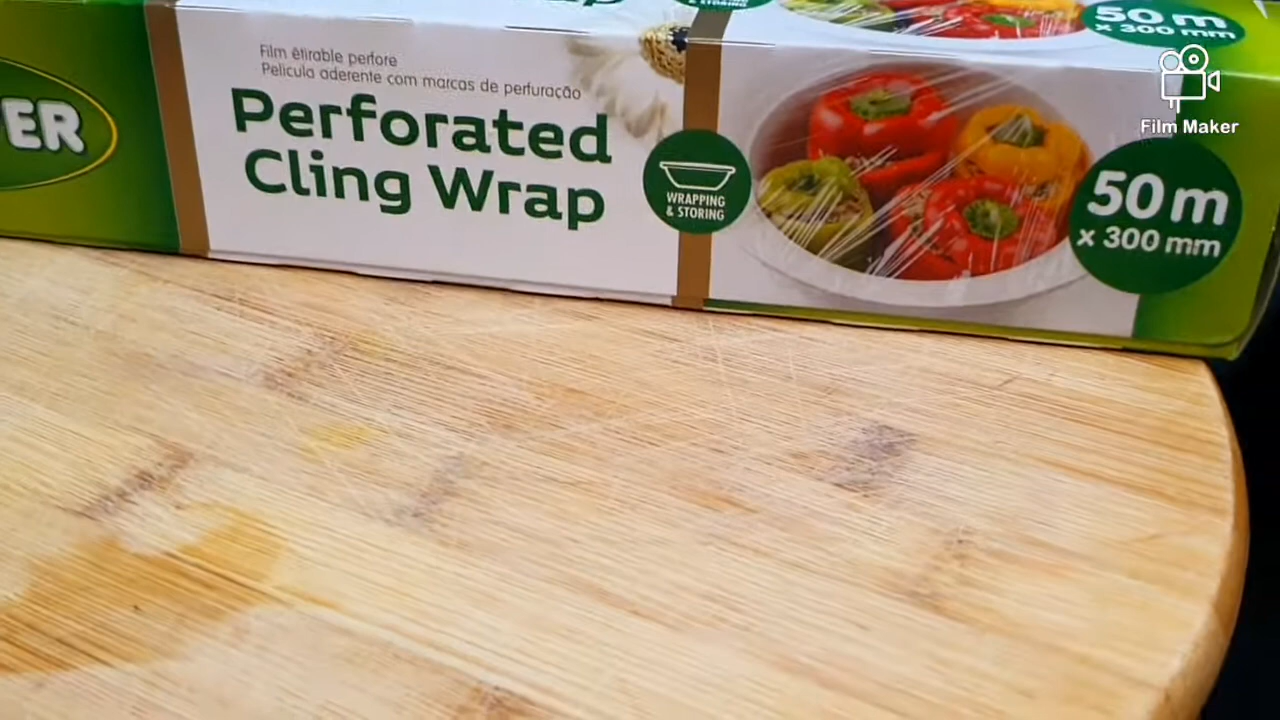 50 m
x 300 mm
Film Maker
Film étirable perfore
Película aderente com marcas de perfuração
ER
Perforated
Cling Wrap
WRAPPING
& STORING
50 m
x 300 mm